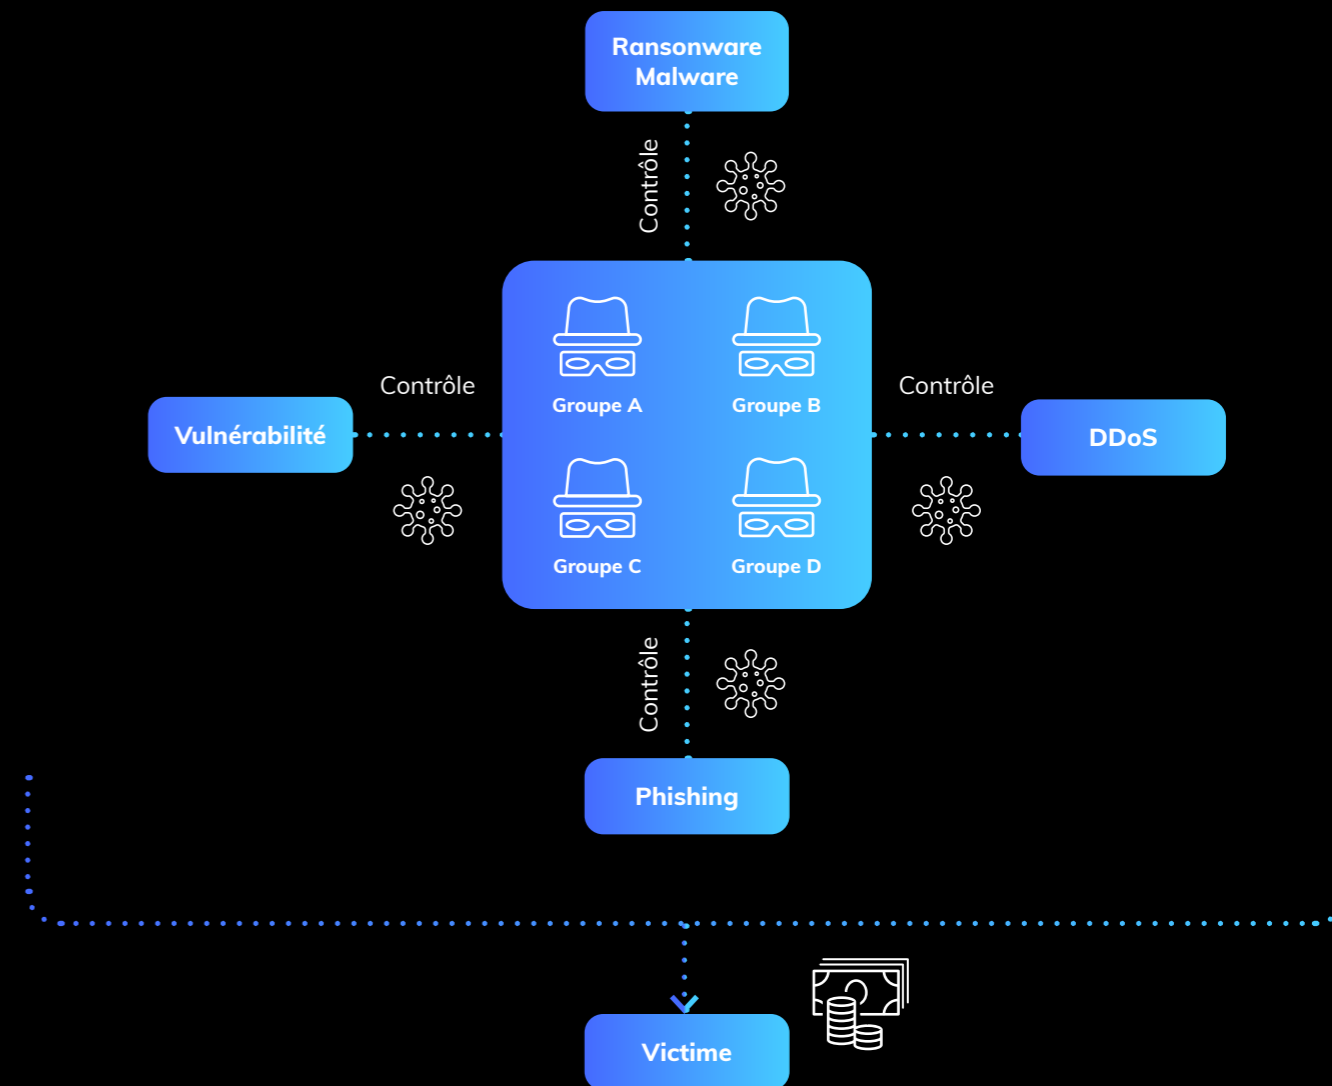 Ransonware
Malware
Contrôle
Contrôle
Contrôle
Vulnérabilité
Groupe A
Groupe B
DDoS
Groupe C
Groupe D
Contrôle
Phishing
Victime